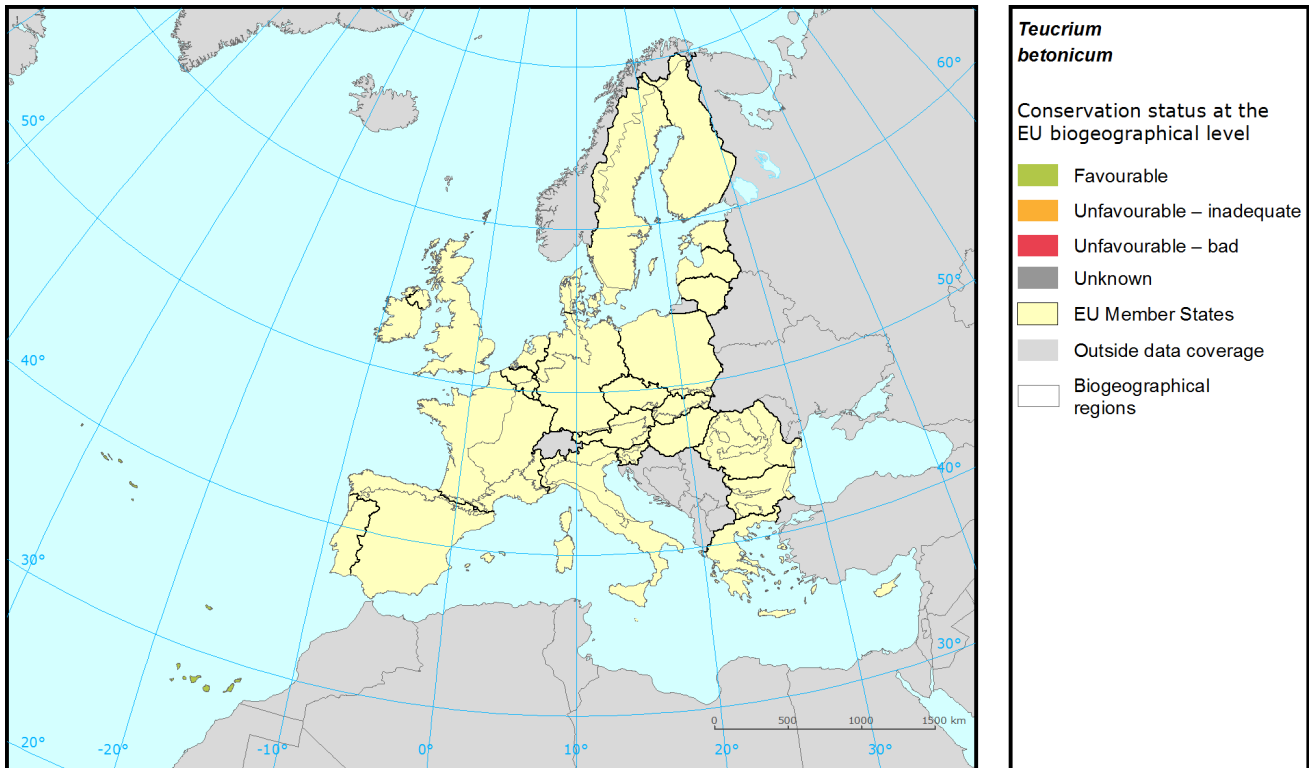 60°
50°
50°
40°
40°
30°
30°
20°
-20°
-10°
0°
10°
20°
30°
0 500 1000 1500 km
Teucrium
betonicum
Conservation status at the
EU biogeographical level
Favourable
Unfavourable – inadequate
Unfavourable – bad
Unknown
EU Member States
Outside data coverage
Biogeographical
regions